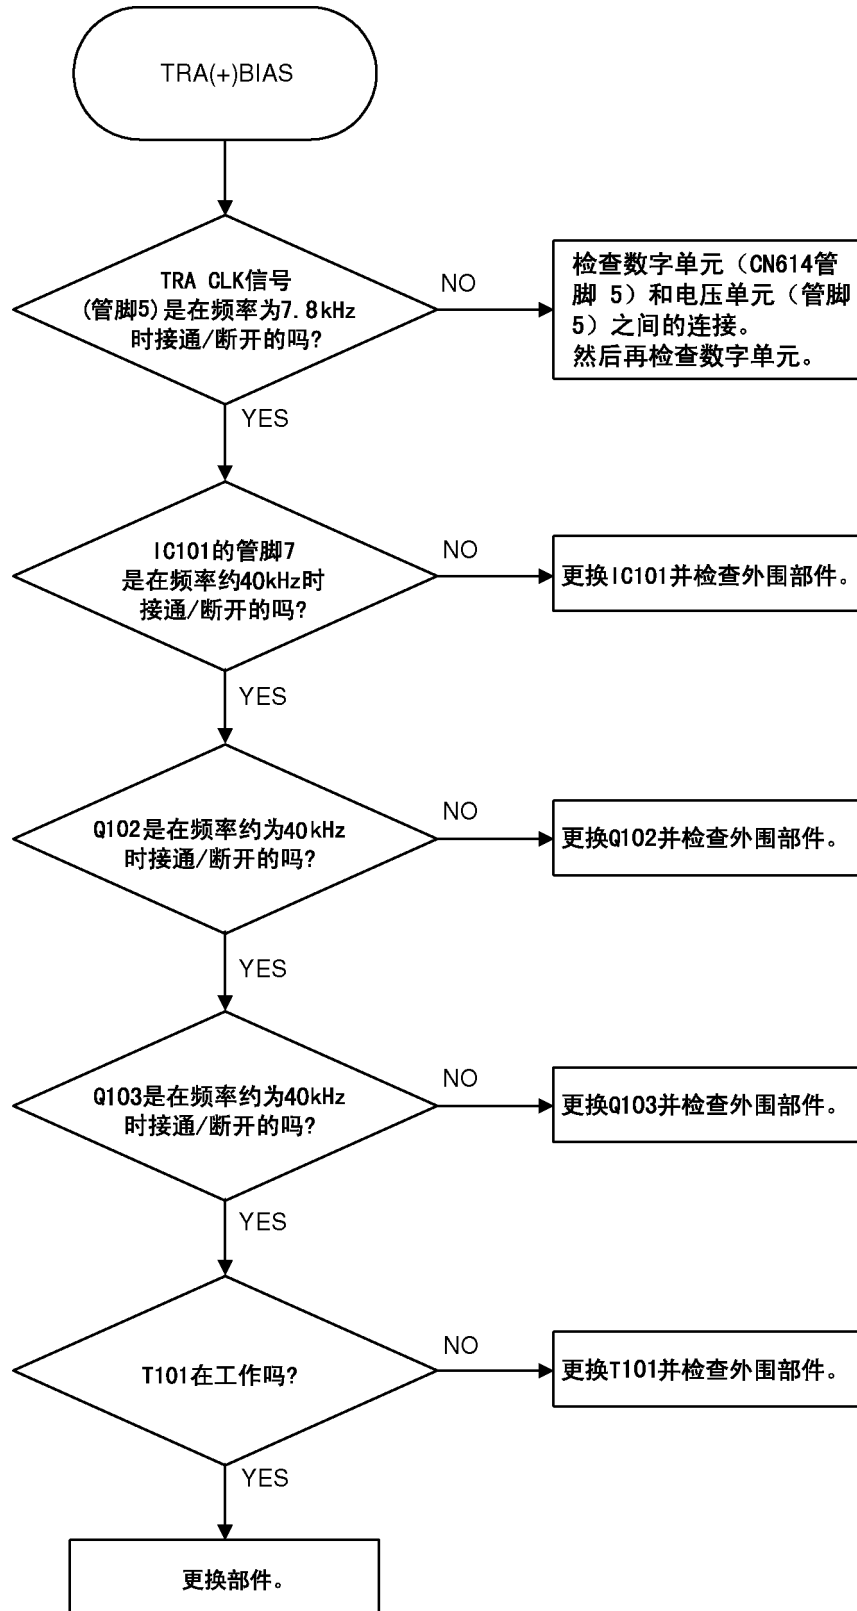 TRA(+)BIAS
TRA CLK信号
(管脚5)是在频率为7.8kHz
时接通/断开的吗?
NO
检查数字单元（CN614管
脚 5）和电压单元（管脚
5）之间的连接。
然后再检查数字单元。
YES
IC101的管脚7
是在频率约40kHz时
接通/断开的吗?
NO
更换IC101并检查外围部件。
YES
Q102是在频率约为40kHz
时接通/断开的吗?
NO
更换Q102并检查外围部件。
YES
Q103是在频率约为40kHz
时接通/断开的吗?
NO
更换Q103并检查外围部件。
YES
T101在工作吗?
NO
更换T101并检查外围部件。
YES
更换部件。